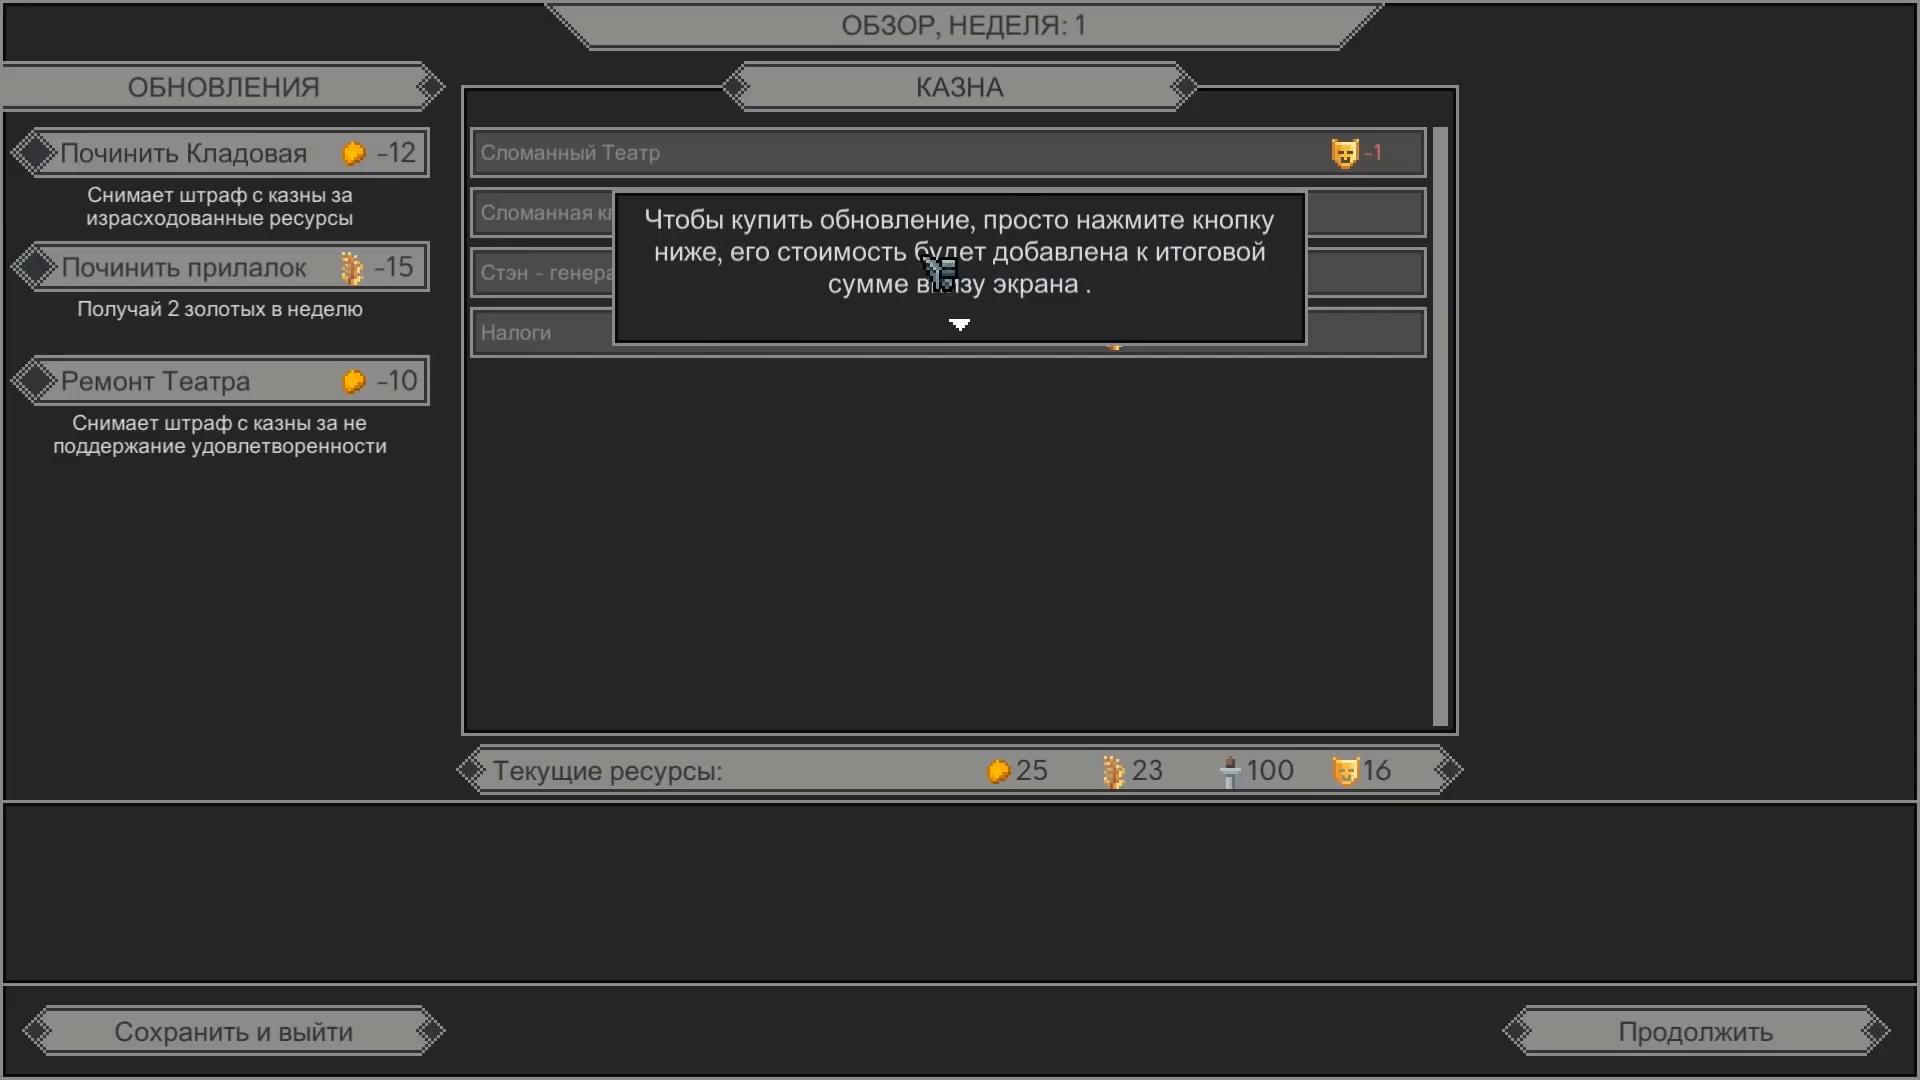 ОБЗОР, НЕДЕЛЯ: 1
ОБНОВЛЕНИЯ
Починить Кладовая -12
Снимает штраф с казны за
израсходованные ресурсы
Починить прилалок -15
Получай 2 золотых в неделю
Ремонт Театра -10
Снимает штраф с казны за не
поддержание удовлетворенности
КАЗНА
Сломанный Театр -1
Сломанная
Стэн -
Налоги
Чтобы купить обновление, просто нажмите кнопку
ниже, его стоимость будет добавлена к итоговой
сумме внизу экрана .
Текущие ресурсы: 25 23 100 16
Сохранить и выйти
Продолжить